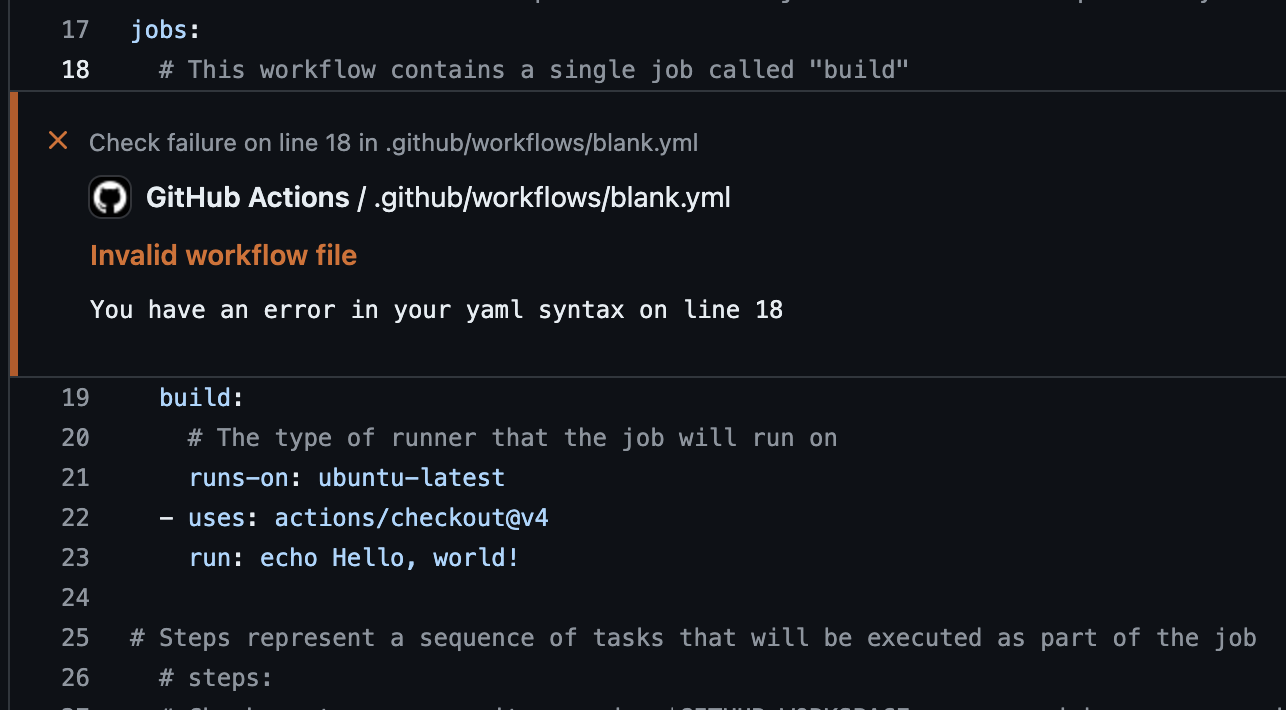 17 jobs:
18 # This workflow contains a single job called "build"
Check failure on line 18 in .github/workflows/blank.yml
GitHub Actions / .github/workflows/blank.yml
Invalid workflow file
You have an error in your yaml syntax on line 18
19 build:
20 # The type of runner that the job will run on
21 runs-on: ubuntu-latest
22 - uses: actions/checkout@v4
23 run: echo Hello, world!
24
25 # Steps represent a sequence of tasks that will be executed as part of the job
26 # steps: